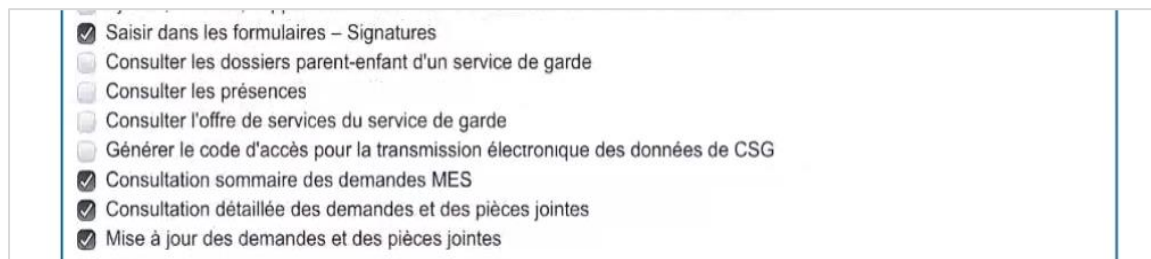 Saisir dans les formulaires – Signatures
Consulter les dossiers parent-enfant d'un service de garde
Consulter les présences
Consulter l'offre de services du service de garde
Générer le code d'accès pour la transmission électronique des données de CSG
Consultation sommaire des demandes MES
Consultation détaillée des demandes et des pièces jointes
Mise à jour des demandes et des pièces jointes